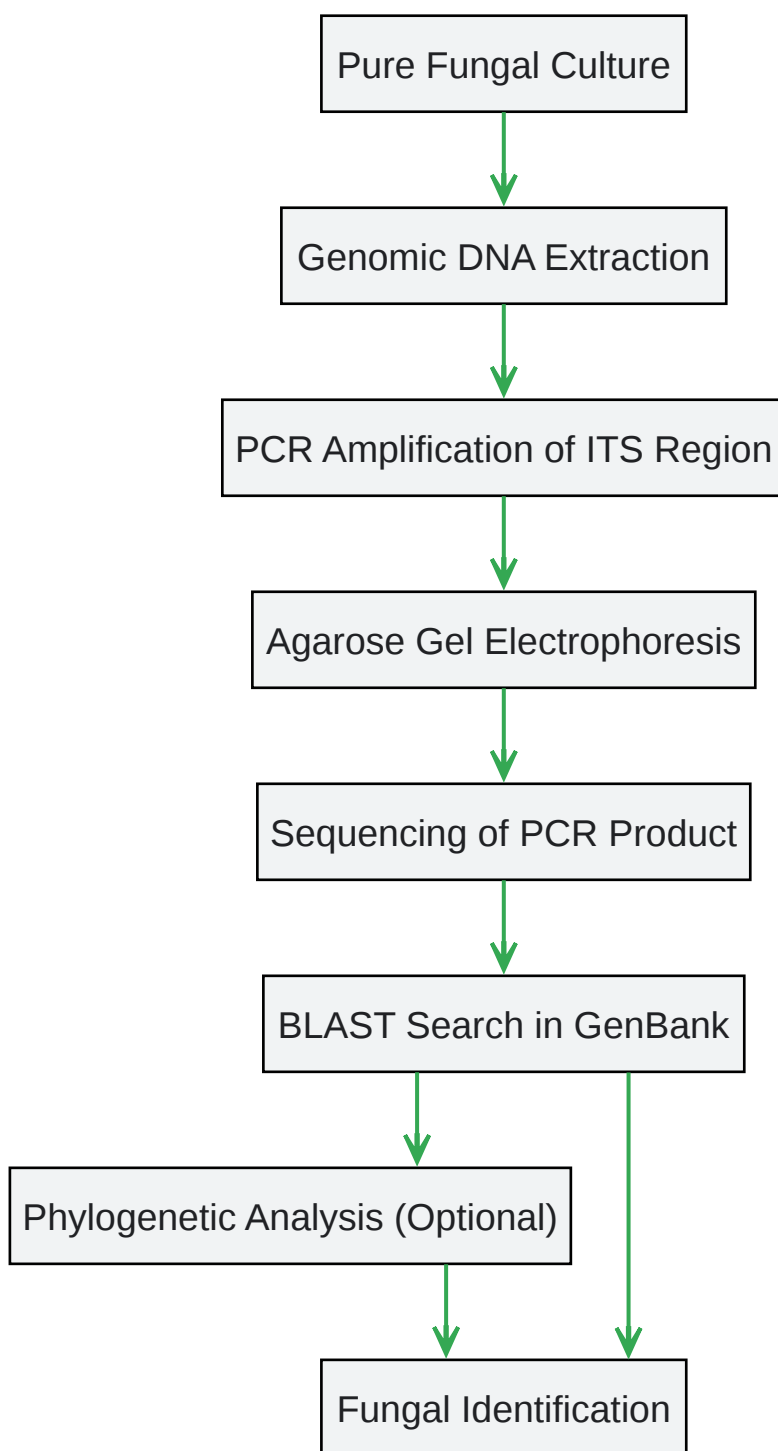 Pure Fungal Culture
Genomic DNA Extraction
PCR Amplification of ITS Region
Agarose Gel Electrophoresis
Sequencing of PCR Product
BLAST Search in GenBank
Phylogenetic Analysis (Optional)
Fungal Identification